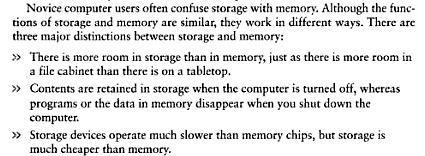 Novice computer users often confuse storage with memory. Although the func-
tions of storage and memory are similar, they work in different ways. There are
three major distinctions between storage and memory:
» There is more room in storage than in memory, just as there is more room in
a file cabinet than there is on a tabletop.
» Contents are retained in storage when the computer is turned off, whereas
programs or the data in memory disappear when you shut down the
computer.
» Storage devices operate much slower than memory chips, but storage is
much cheaper than memory.